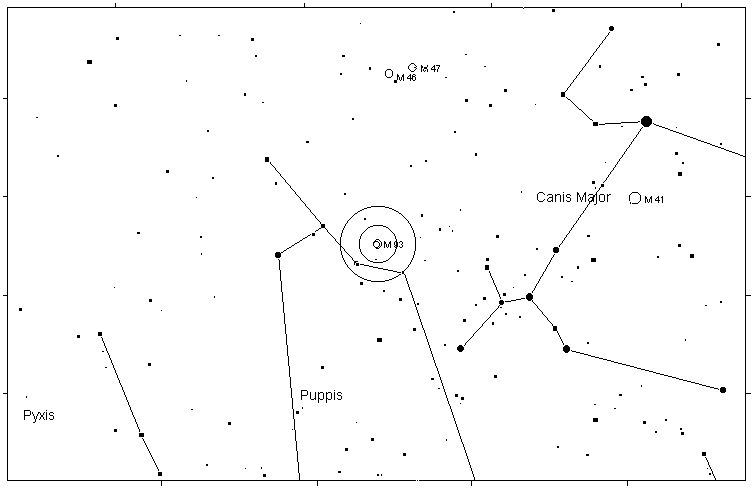 M 47
M 46
Canis Major
M 41
M 93
Puppis
Pyxis